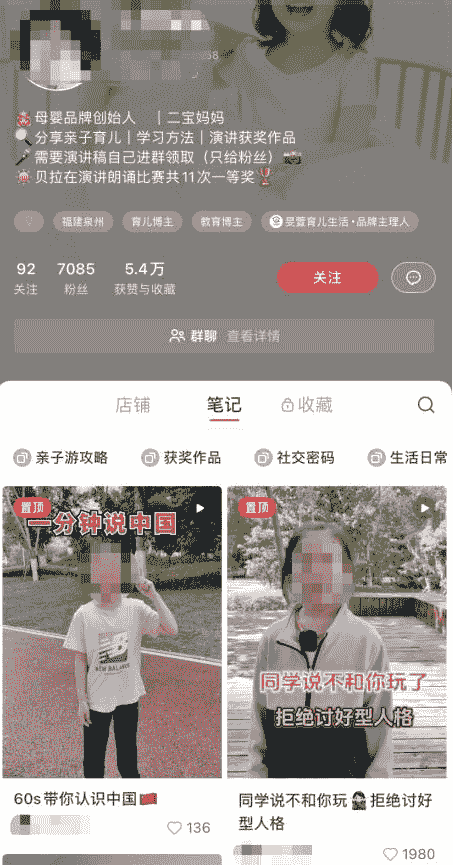 母婴品牌创始人 | 二宝妈妈
分享亲子育儿 | 学习方法 | 演讲获奖作品
需要演讲稿自己进群领取（只给粉丝）
贝拉在演讲朗诵比赛共11次一等奖
福建泉州 育儿博主 教育博主 旻萱育儿生活•品牌主理人
92 7085 5.4万
关注 粉丝 获赞与收藏
关注
群聊 查看详情
店铺 笔记 收藏
亲子游攻略 获奖作品 社交密码 生活日常
置顶
一分钟说中国
60s带你认识中国
136
置顶
同学说不和你玩了
拒绝讨好型人格
NEW BALANCE
同学说不和你玩 拒绝讨好
型人格
1980